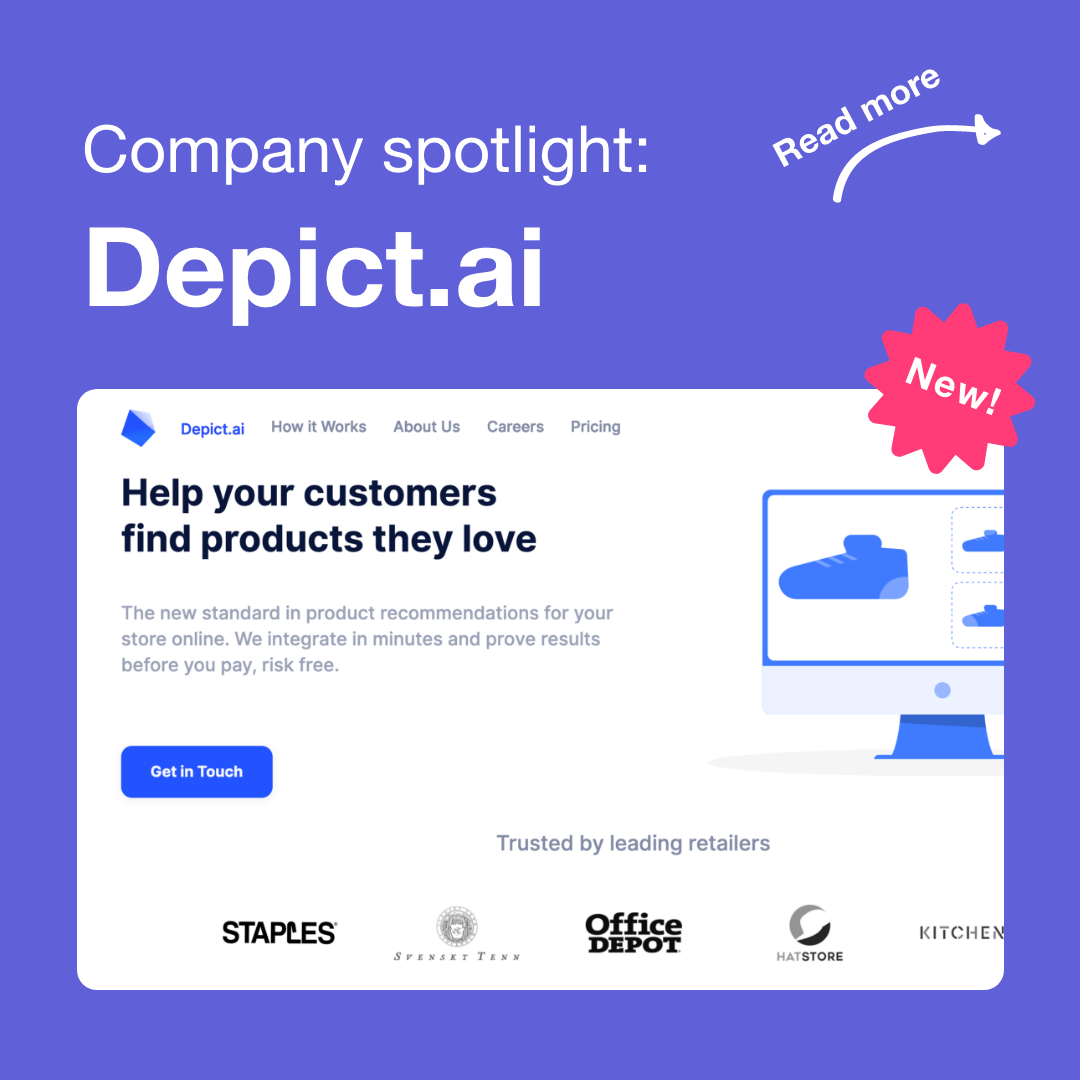 Company spotlight:
Read more
Depict.ai
New!
Depict.ai How it Works About Us Careers Pricing
Help your customers
find products they love
The new standard in product recommendations for your
store online. We integrate in minutes and prove results
before you pay, risk free.
Get in Touch
Trusted by leading retailers
STAPLES
SVENSKT TENN
Office
DEPOT
HATSTORE
KITCHEN